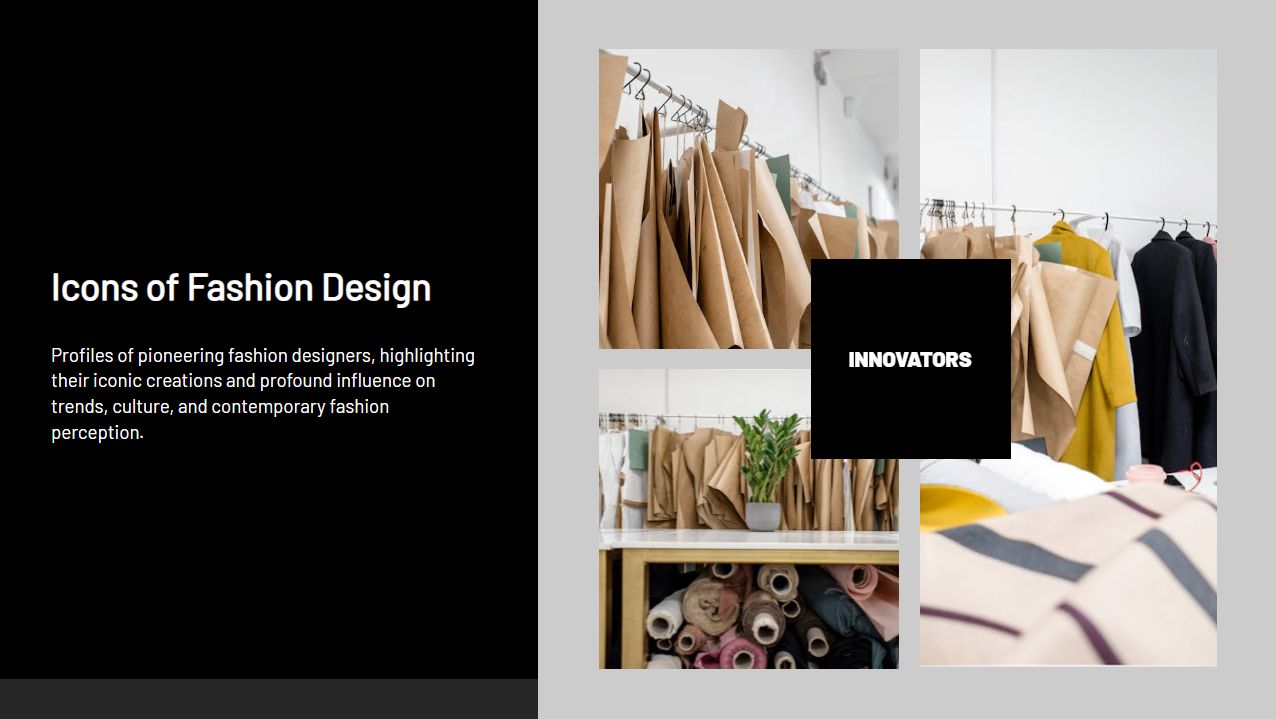 Icons of Fashion Design
Profiles of pioneering fashion designers, highlighting
their iconic creations and profound influence on
trends, culture, and contemporary fashion
perception.
INNOVATORS